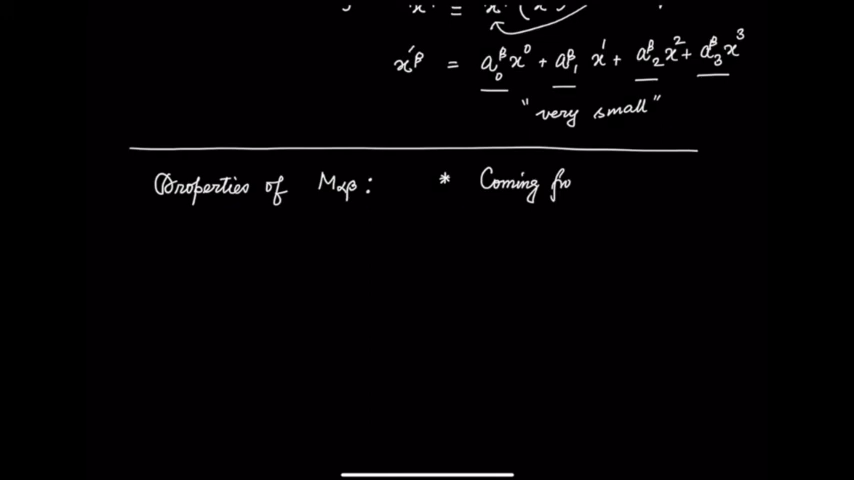 x'^β = a^β_0 x^0 + a^β_1 x^1 + a^β_2 x^2 + a^β_3 x^3
"very small"
Properties of M_αβ : * Coming fro